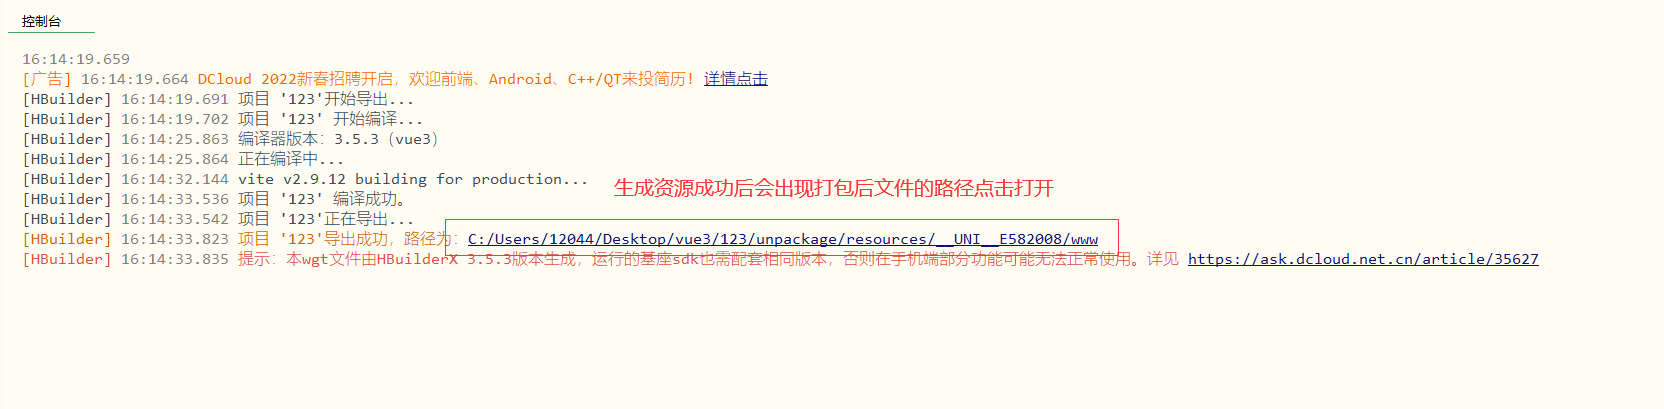 控制台
16:14:19.659
[广告] 16:14:19.664 DCloud 2022新春招聘开启，欢迎前端、Android、C++/QT来投简历! 详情点击
[HBuilder] 16:14:19.691 项目 '123'开始导出...
[HBuilder] 16:14:19.702 项目 '123' 开始编译...
[HBuilder] 16:14:25.863 编译器版本：3.5.3（vue3）
[HBuilder] 16:14:25.864 正在编译中...
[HBuilder] 16:14:32.144 vite v2.9.12 building for production...
生成资源成功后会出现打包后文件的路径点击打开
[HBuilder] 16:14:33.536 项目 '123' 编译成功。
[HBuilder] 16:14:33.542 项目 '123'正在导出...
[HBuilder] 16:14:33.823 项目 '123'导出成功，路径为：C:/Users/12044/Desktop/vue3/123/unpackage/resources/__UNI__E582008/www
[HBuilder] 16:14:33.835 提示：本wgt文件由HBuilderX 3.5.3版本生成，运行的基座sdk也需配套相同版本，否则在手机端部分功能可能无法正常使用。详见 https://ask.dcloud.net.cn/article/35627